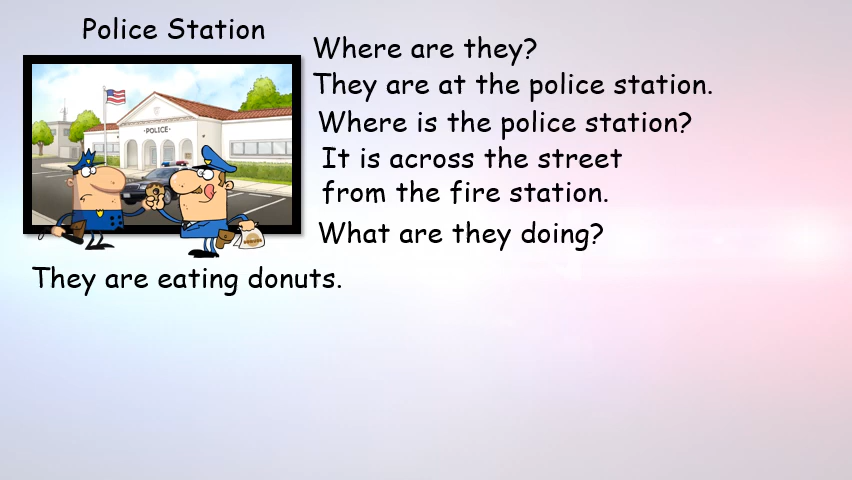 Police Station
POLICE
Where are they?
They are at the police station.
Where is the police station?
It is across the street
from the fire station.
What are they doing?
They are eating donuts.